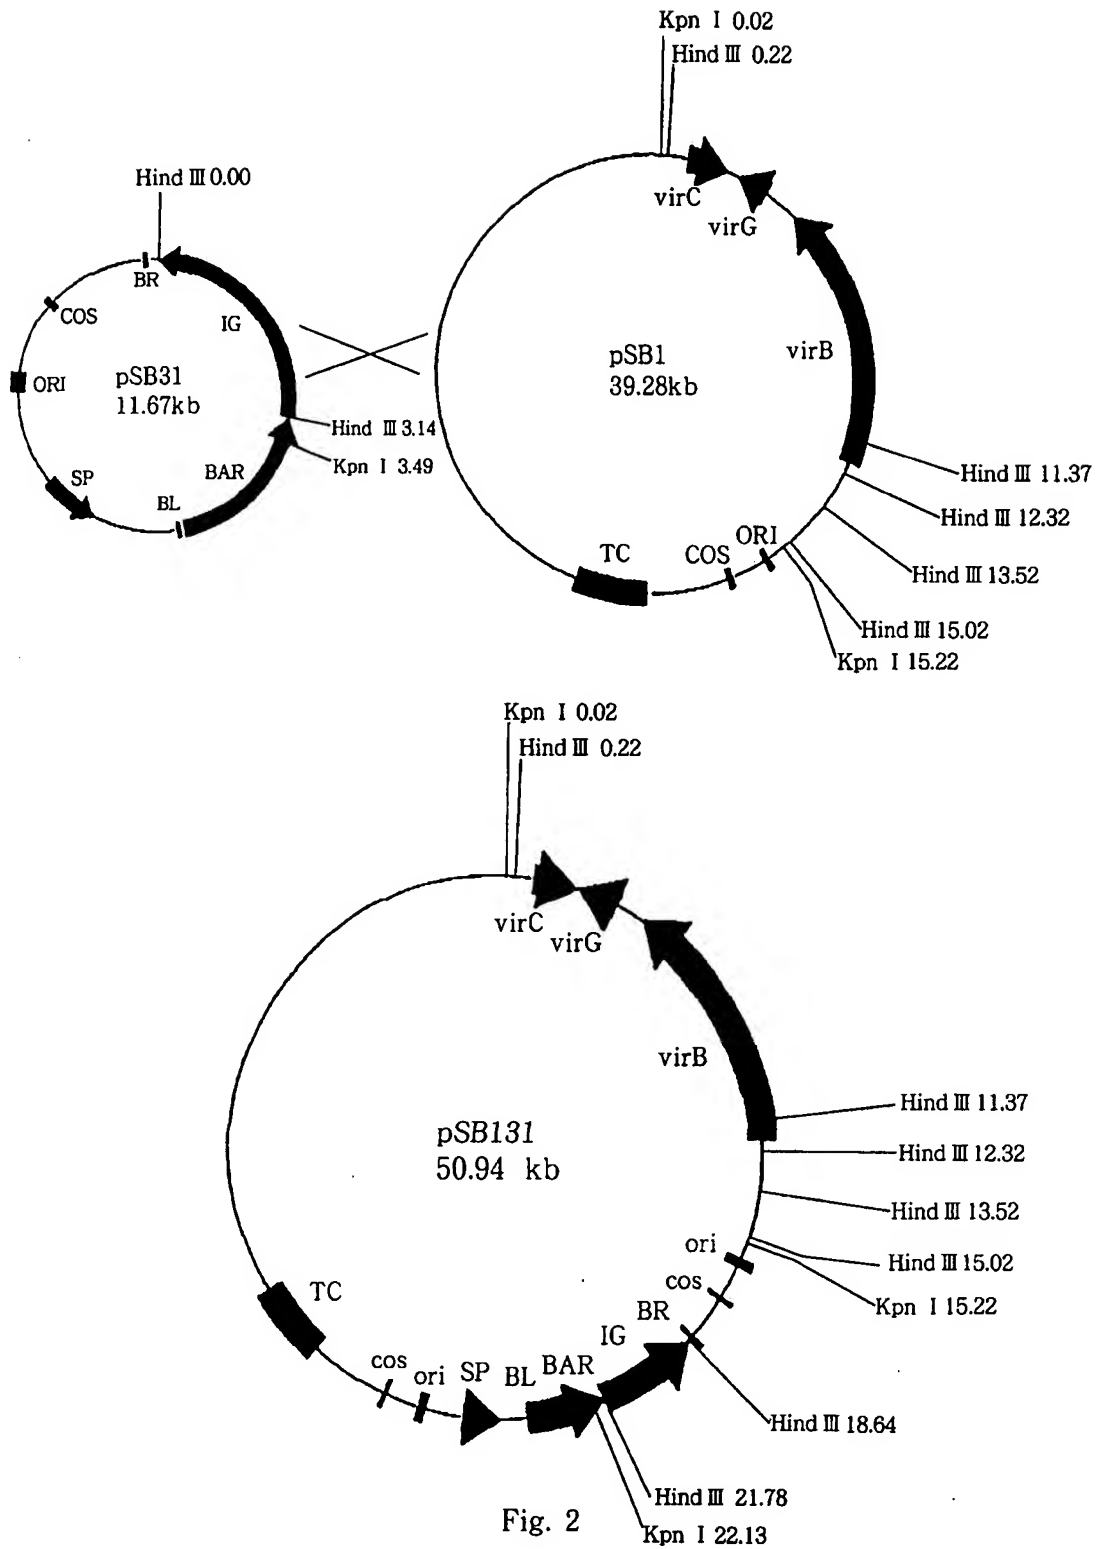 Kpn I 0.02
Hind III 0.22
Hind III 0.00
virC
virG
BR
COS
IG
ORI
pSB31
11.67kb
pSB1
39.28kb
virB
Hind III 3.14
Kpn I 3.49
SP
BAR
BL
Hind III 11.37
Hind III 12.32
Hind III 13.52
Hind III 15.02
Kpn I 15.22
ORI
COS
TC
Kpn I 0.02
Hind III 0.22
virC
virG
virB
pSB131
50.94 kb
Hind III 11.37
Hind III 12.32
Hind III 13.52
Hind III 15.02
Kpn I 15.22
ori
cos
BR
IG
BAR
BL
SP
ori
cos
TC
Hind III 18.64
Hind III 21.78
Kpn I 22.13
Fig. 2